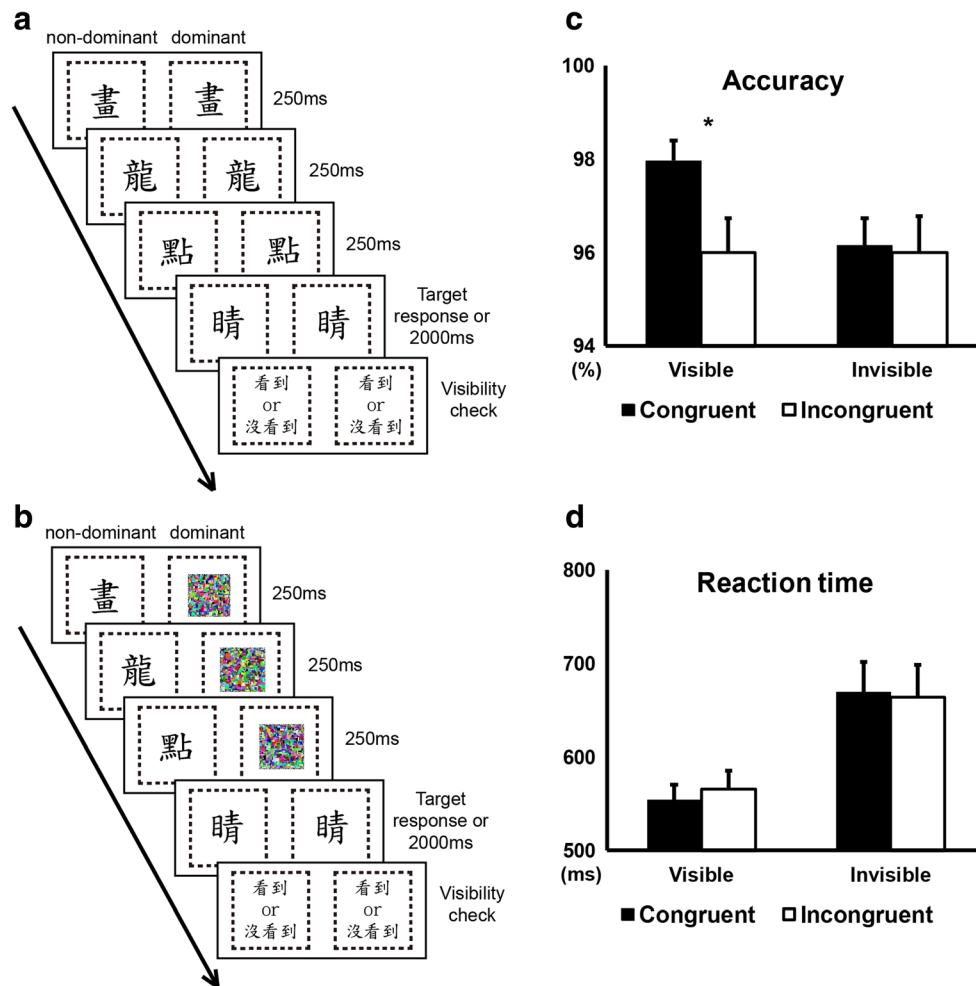 a
non-dominant dominant
畫 畫
250ms
龍 龍
250ms
點 點
250ms
晴 晴
Target
response or
2000ms
看到 看到
or or
沒看到 沒看到
Visibility
check
b
non-dominant dominant
畫
250ms
龍
250ms
點
250ms
晴 晴
Target
response or
2000ms
看到 看到
or or
沒看到 沒看到
Visibility
check
c
Accuracy
100
98
96
94
(%)
*
Visible Invisible
Congruent Incongruent
d
Reaction time
800
700
600
500
(ms)
Visible Invisible
Congruent Incongruent